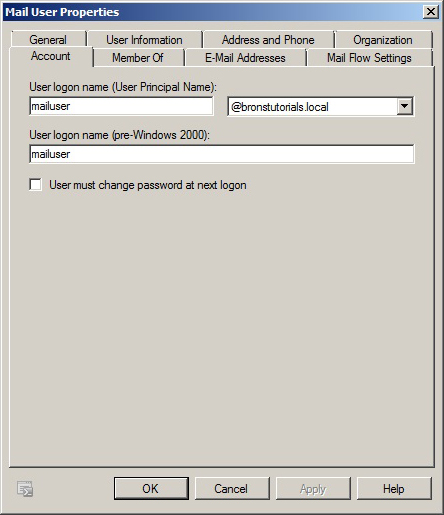 Mail User Properties
General User Information Address and Phone Organization
Account Member Of E-Mail Addresses Mail Flow Settings
User logon name (User Principal Name):
mailuser @bronstutorials.local
User logon name (pre-Windows 2000):
mailuser
User must change password at next logon
OK Cancel Apply Help